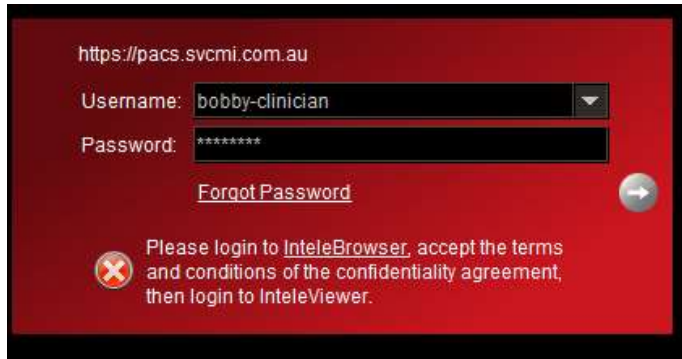 https://pacs.svcmi.com.au
Username: bobby-clinician
Password: ********
Forgot Password
Please login to InteleBrowser, accept the terms
and conditions of the confidentiality agreement,
then login to InteleViewer.